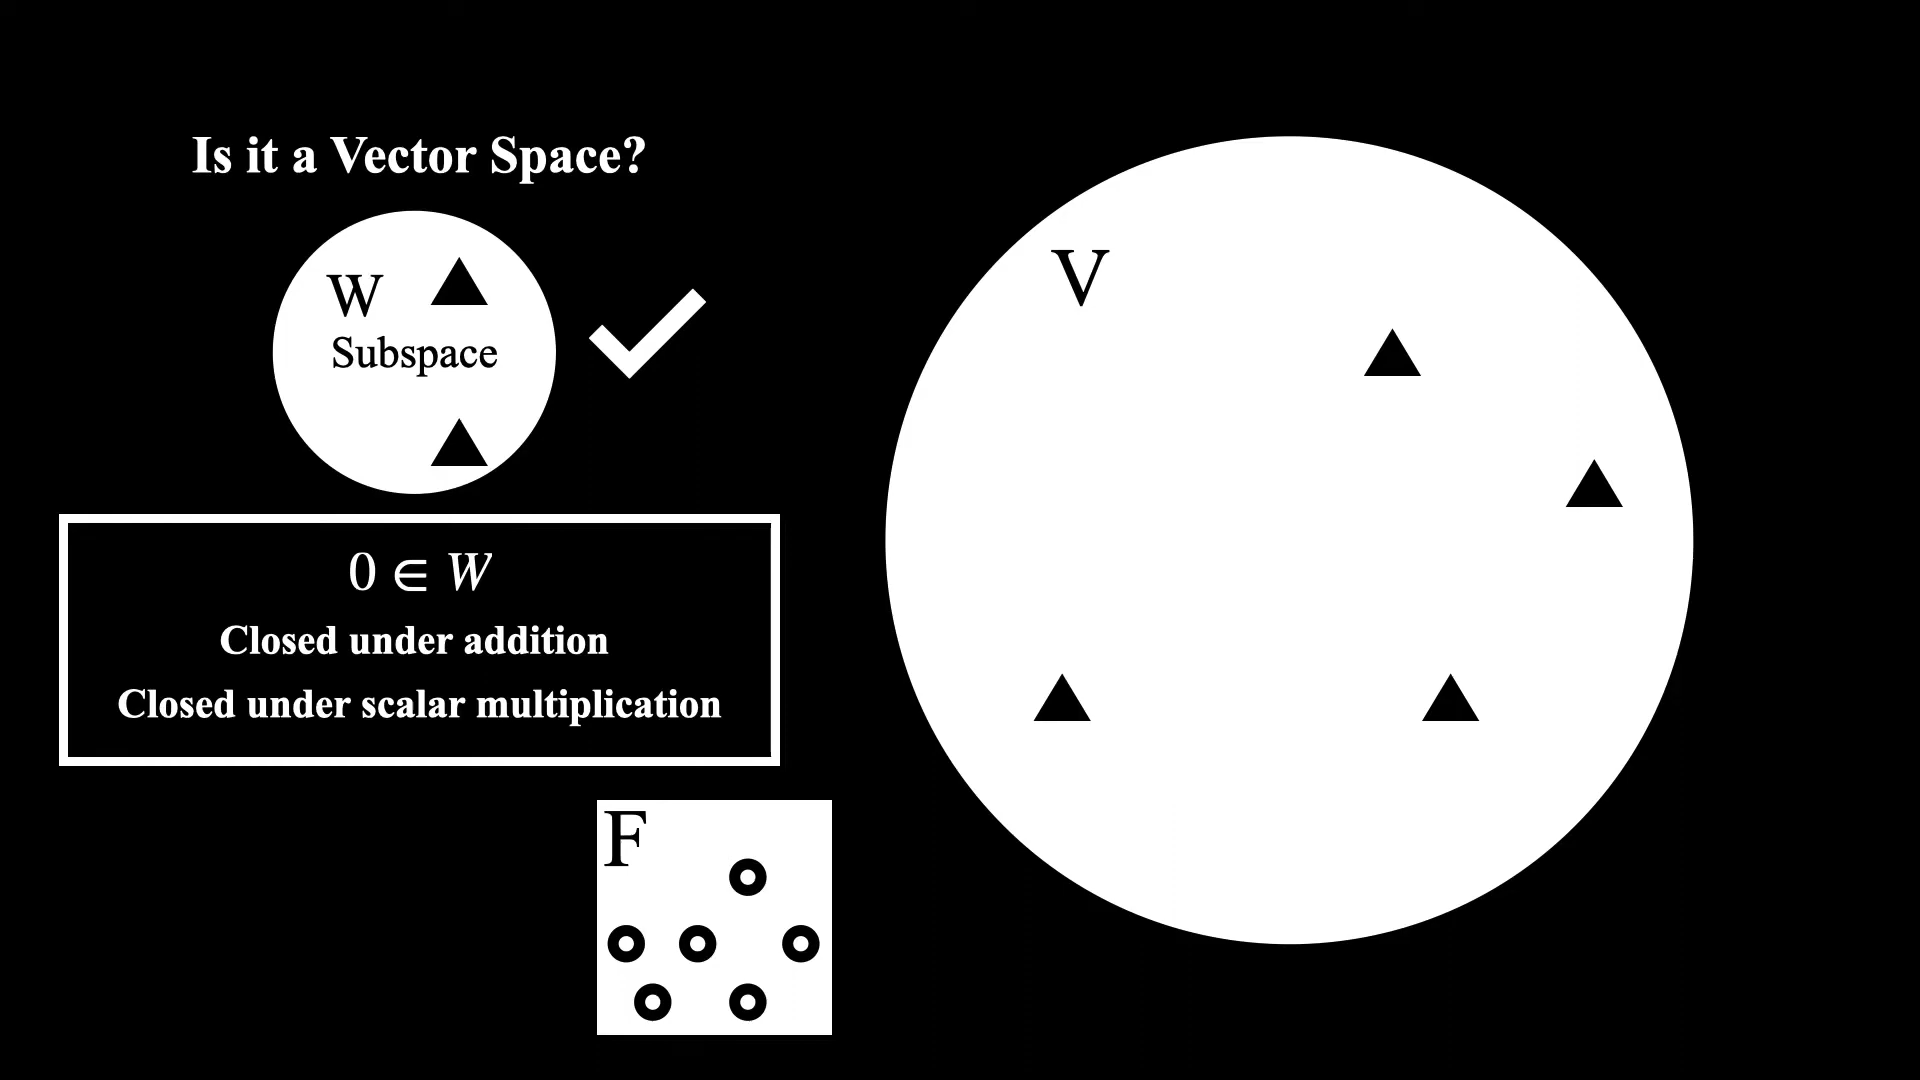 Is it a Vector Space?
W
Subspace
0 ∈ W
Closed under addition
Closed under scalar multiplication
F
V